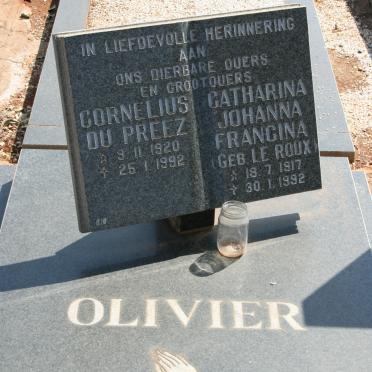 IN LIEFDEVOLLE HERINNERING
AAN
ONS DIERBARE OUERS
EN GROOTOUERS
CORNELIUS
DU PREEZ
☆ 9.11.1920
✝ 25.1.1992
CATHARINA
JOHANNA
FRANCINA
(GEB. LE ROUX)
☆ 18.7.1917
✝ 30.1.1992
OLIVIER